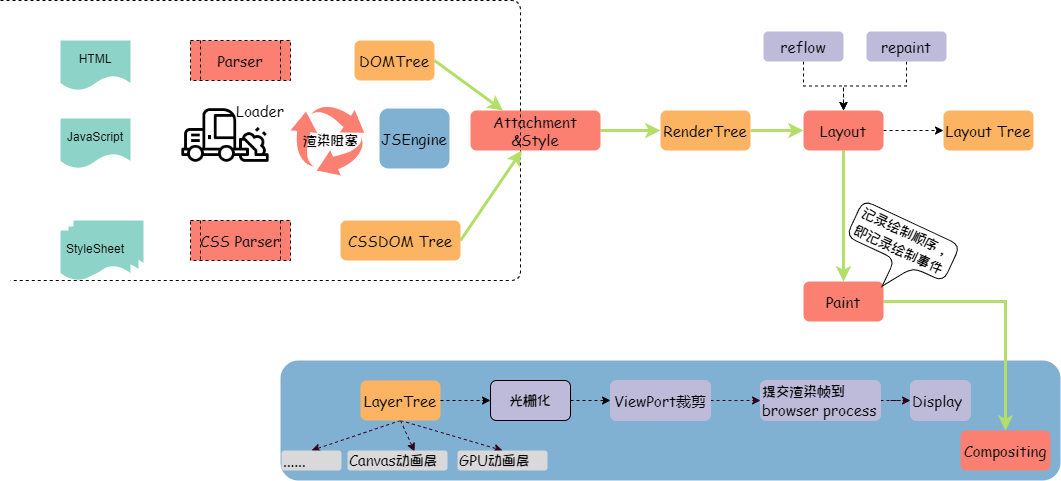 HTML
Parser
DOMTree
reflow
repaint
JavaScript
Loader
渲染阻塞
JSEngine
Attachment
&Style
RenderTree
Layout
Layout Tree
StyleSheet
CSS Parser
CSSDOM Tree
记录绘制顺序，
即记录绘制事件
Paint
LayerTree
光栅化
ViewPort裁剪
提交渲染帧到
browser process
Display
......
Canvas动画层
GPU动画层
Compositing